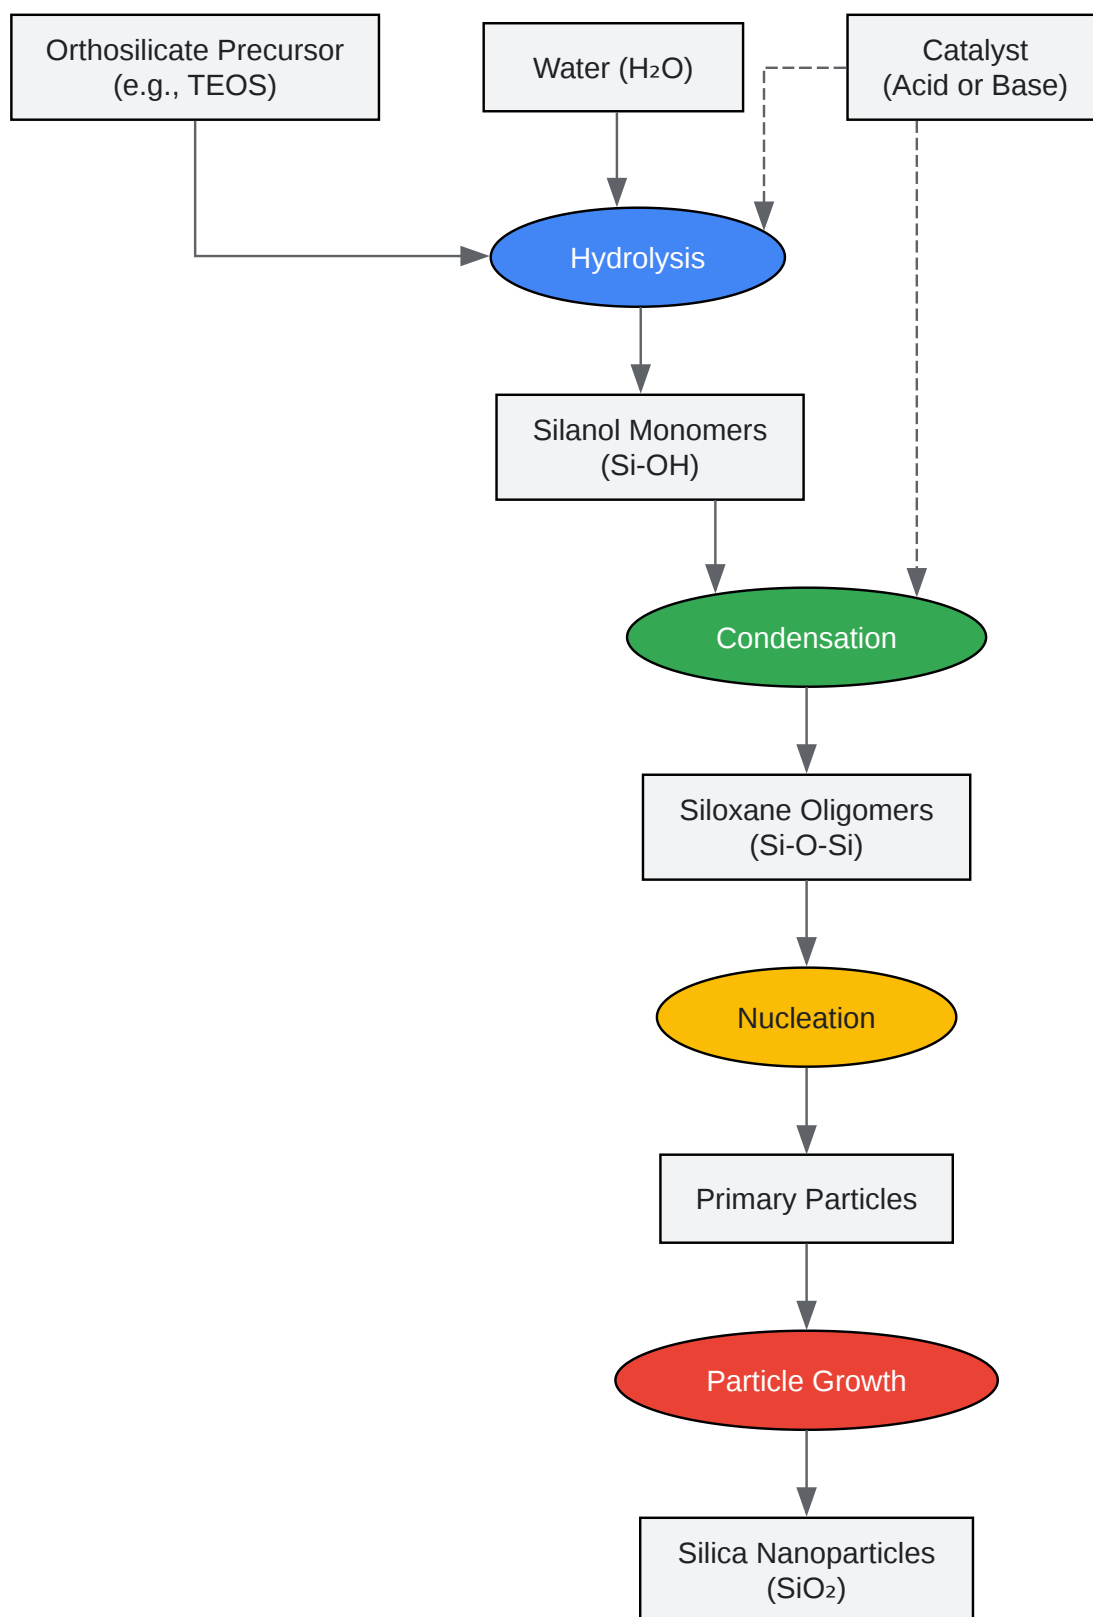 Orthosilicate Precursor
(e.g., TEOS)
Water (H₂O)
Catalyst
(Acid or Base)
Hydrolysis
Silanol Monomers
(Si-OH)
Condensation
Siloxane Oligomers
(Si-O-Si)
Nucleation
Primary Particles
Particle Growth
Silica Nanoparticles
(SiO₂)